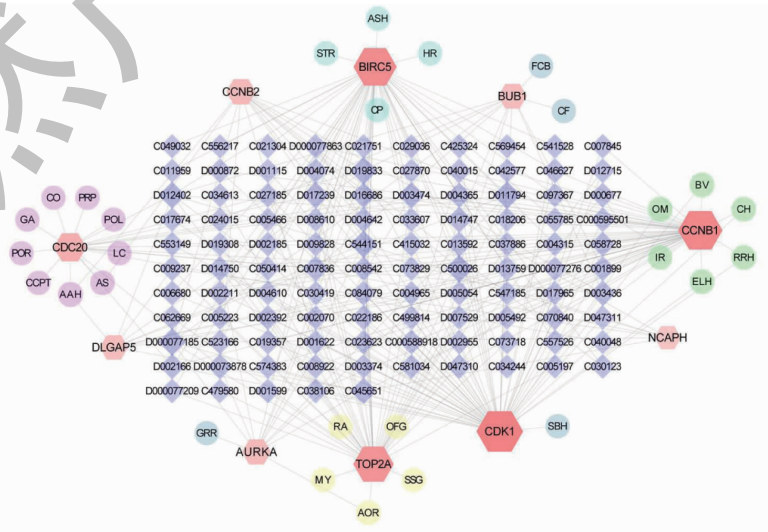 ASH
STR
HR
BIRC5
FCB
CCNB2
BUB1
CP
CF
C049032 C556217 C021304 D000077863 C021751 C029036 C425324 C569454 C541528 C007845
C011959 D000872 D001115 D004074 D019833 C027870 C040015 C042577 C046627 D012715
BV
CO PRP
D012402 C034613 C027185 D017239 D016686 D003474 D004365 D011794 C097367 D000677
OM CH
GA POL
C017674 C024015 C005466 D008610 D004642 C033607 D014747 C018206 C055785 C000595501
CCNB1
CDC20
C553149 D019308 D002185 D009828 C544151 C415032 C013592 C037886 C004315 C058728
POR LC
IR RRH
C009237 D014750 C050414 C007836 C008542 C073829 C500026 D013759 D000077276 C001899
CCPT AS
ELH
AAH
C006680 D002211 D004610 C030419 C084079 C004965 D005054 C547185 D017965 D003436
C062669 C005223 D002392 C002070 C022186 C499814 D007529 D005492 C070840 D047311
NCAPH
D000077185 C523166 C019357 D001622 C023623 C000588918 D002955 C073718 C557526 C040048
DLGAP5
D002166 D000073878 C574383 C008922 D003374 C581034 D047310 C034244 C005197 C030123
D000077209 C479580 D001599 C038106 C045651
RA OFG
SBH
GRR
CDK1
AURKA
TOP2A
MY SSG
AOR